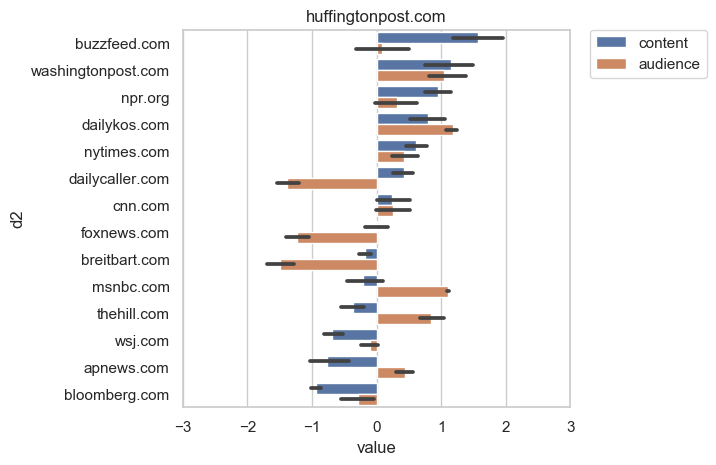 huffingtonpost.com
content
audience
buzzfeed.com
washingtonpost.com
npr.org
dailykos.com
nytimes.com
dailycaller.com
cnn.com
foxnews.com
breitbart.com
msnbc.com
thehill.com
wsj.com
apnews.com
bloomberg.com
d2
−3 −2 −1 0 1 2 3
value